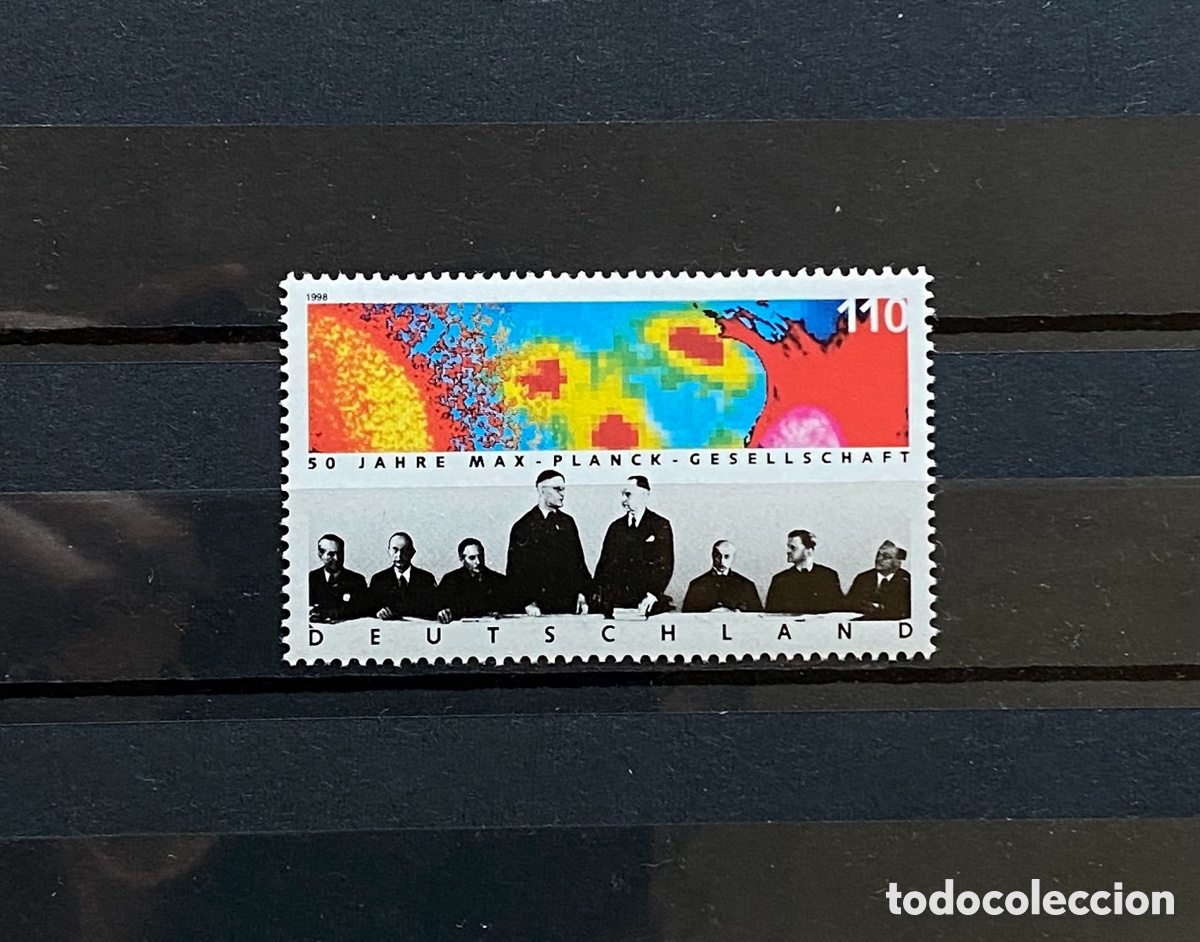 1998
110
50 JAHRE MAX-PLANCK-GESELLSCHAFT
DEUTSCHLAND
todocoleccion